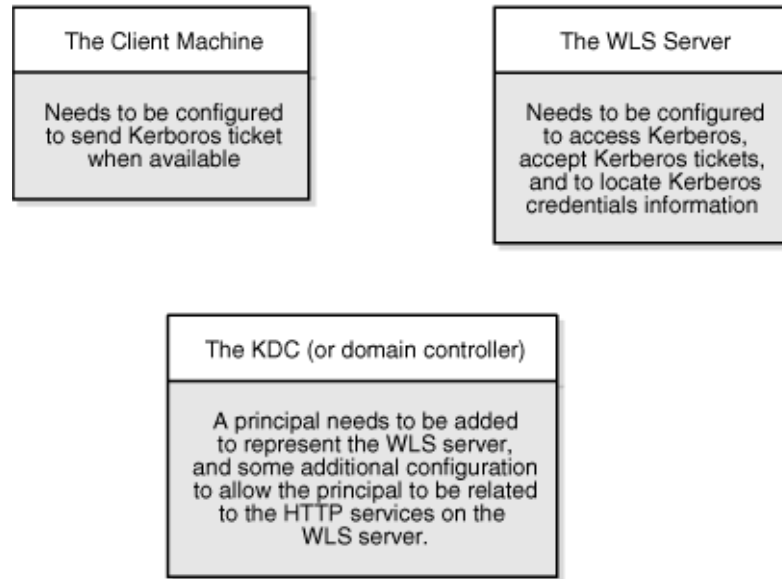 The Client Machine
Needs to be configured
to send Kerboros ticket
when available
The WLS Server
Needs to be configured
to access Kerberos,
accept Kerberos tickets,
and to locate Kerberos
credentials information
The KDC (or domain controller)
A principal needs to be added
to represent the WLS server,
and some additional configuration
to allow the principal to be related
to the HTTP services on the
WLS server.